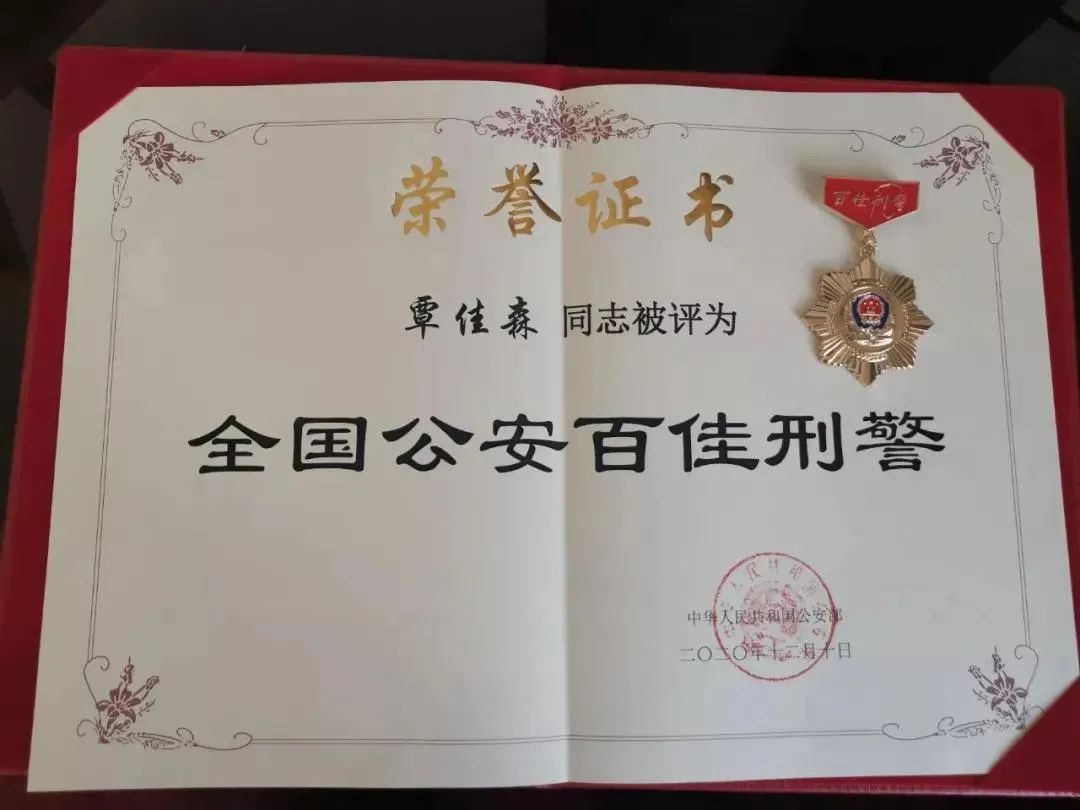 荣誉证书
百佳刑警
覃佳森 同志被评为
全国公安百佳刑警
中华人民共和国公安部
二〇二〇年十二月十日